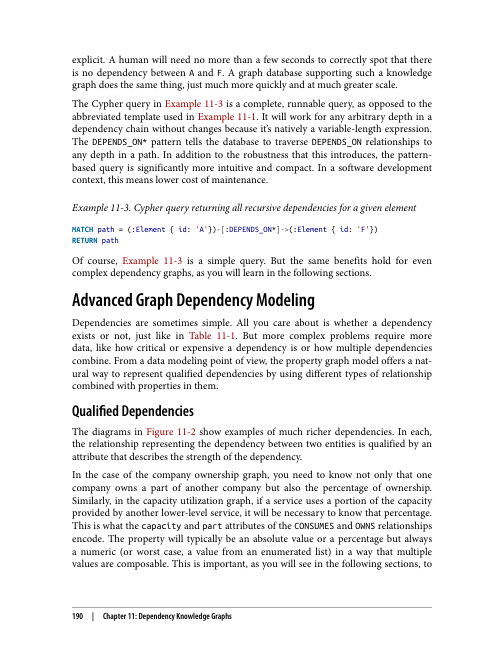 explicit. A human will need no more than a few seconds to correctly spot that there
is no dependency between A and F. A graph database supporting such a knowledge
graph does the same thing, just much more quickly and at much greater scale.
The Cypher query in Example 11-3 is a complete, runnable query, as opposed to the
abbreviated template used in Example 11-1. It will work for any arbitrary depth in a
dependency chain without changes because it's natively a variable-length expression.
The DEPENDS_ON* pattern tells the database to traverse DEPENDS_ON relationships to
any depth in a path. In addition to the robustness that this introduces, the pattern-
based query is significantly more intuitive and compact. In a software development
context, this means lower cost of maintenance.
Example 11-3. Cypher query returning all recursive dependencies for a given element
MATCH path = (:Element { id: 'A'})-[:DEPENDS_ON*]->(:Element { id: 'F'})
RETURN path
Of course, Example 11-3 is a simple query. But the same benefits hold for even
complex dependency graphs, as you will learn in the following sections.
Advanced Graph Dependency Modeling
Dependencies are sometimes simple. All you care about is whether a dependency
exists or not, just like in Table 11-1. But more complex problems require more
data, like how critical or expensive a dependency is or how multiple dependencies
combine. From a data modeling point of view, the property graph model offers a nat-
ural way to represent qualified dependencies by using different types of relationship
combined with properties in them.
Qualified Dependencies
The diagrams in Figure 11-2 show examples of much richer dependencies. In each,
the relationship representing the dependency between two entities is qualified by an
attribute that describes the strength of the dependency.
In the case of the company ownership graph, you need to know not only that one
company owns a part of another company but also the percentage of ownership.
Similarly, in the capacity utilization graph, if a service uses a portion of the capacity
provided by another lower-level service, it will be necessary to know that percentage.
This is what the capacity and part attributes of the CONSUMES and OWNS relationships
encode. The property will typically be an absolute value or a percentage but always
a numeric (or worst case, a value from an enumerated list) in a way that multiple
values are composable. This is important, as you will see in the following sections, to
190 | Chapter 11: Dependency Knowledge Graphs